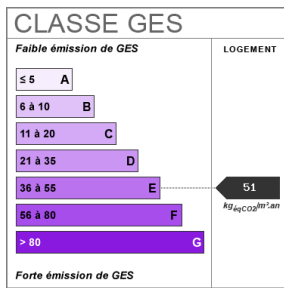 CLASSE GES
Faible émission de GES
LOGEMENT
≤ 5 A
6 à 10 B
11 à 20 C
21 à 35 D
36 à 55 E
51
kgéqCO2/m².an
56 à 80 F
> 80 G
Forte émission de GES